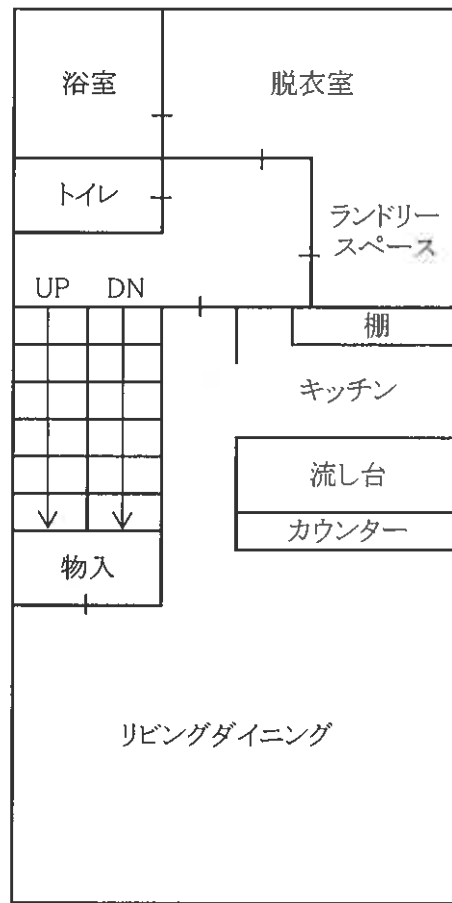 浴室
脱衣室
トイレ
ランドリー
スペース
UP
DN
棚
キッチン
流し台
カウンター
物入
リビングダイニング